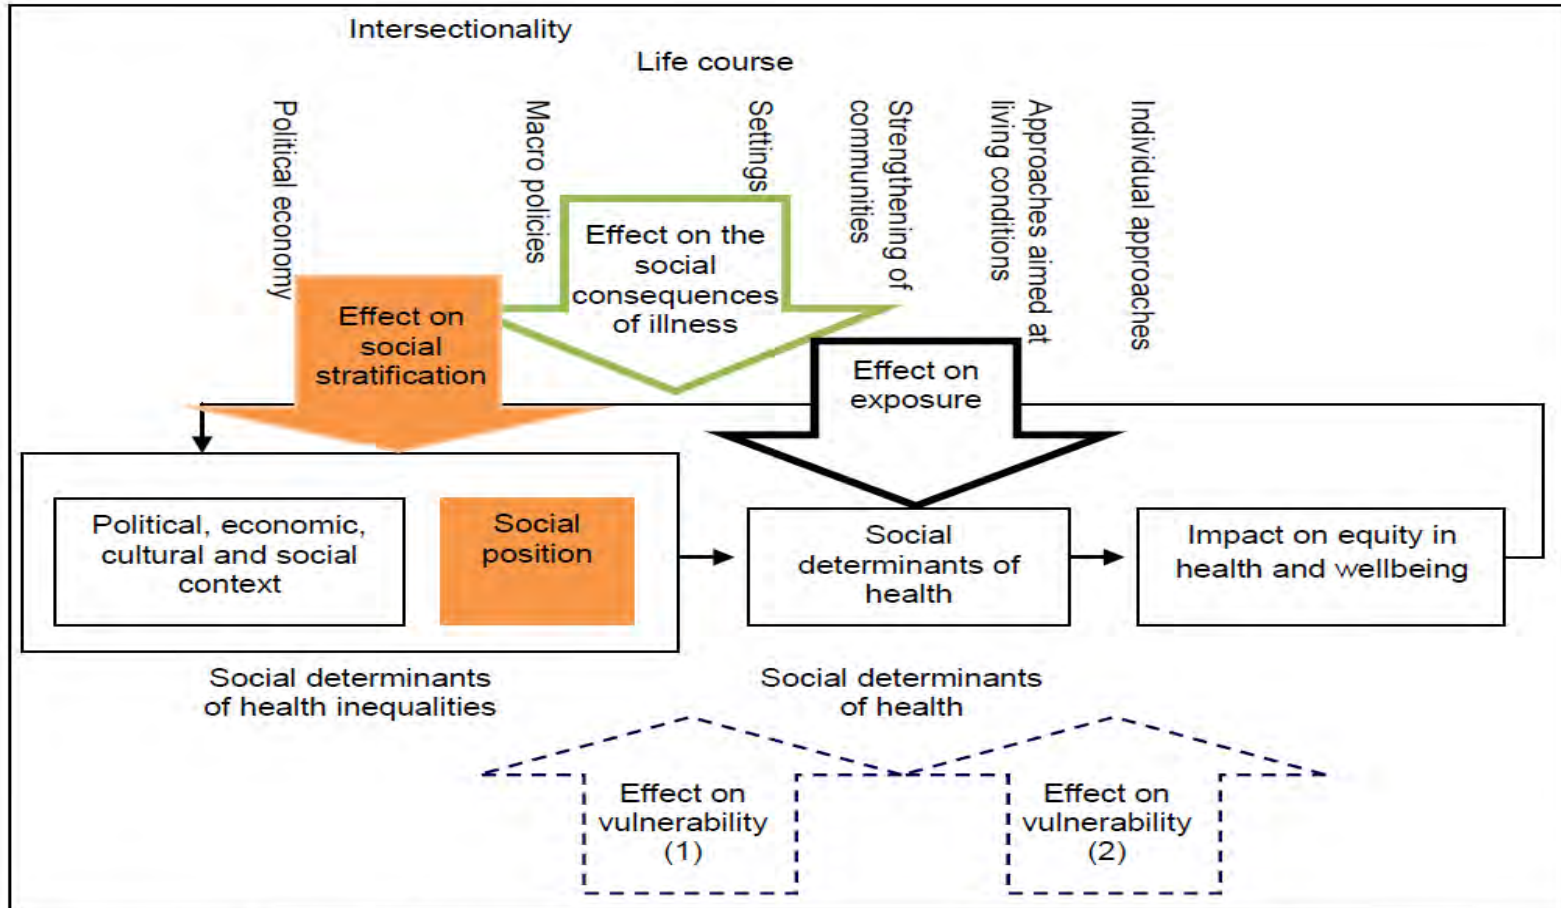 Intersectionality
Life course
Political economy
Macro policies
Settings
Strengthening of
communities
Approaches aimed at
living conditions
Individual approaches
Effect on the
social
consequences
of illness
Effect on
social
stratification
Effect on
exposure
Political, economic,
cultural and social
context
Social
position
Social
determinants of
health
Impact on equity in
health and wellbeing
Social determinants
of health inequalities
Social determinants
of health
Effect on
vulnerability
(1)
Effect on
vulnerability
(2)